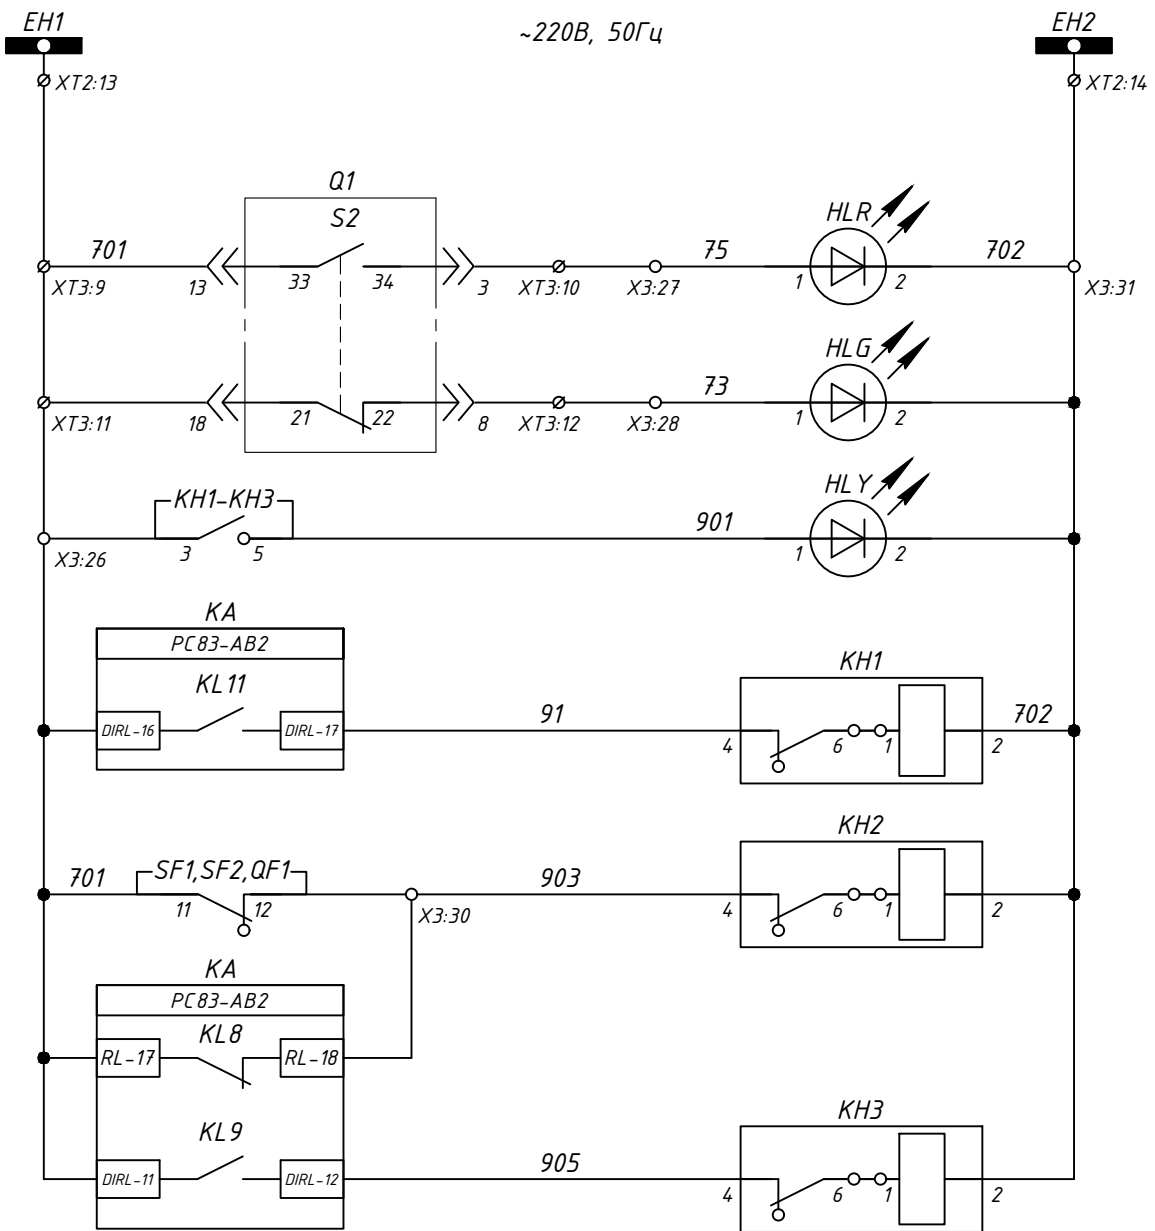 EH1
~220В, 50Гц
EH2
XT2:13
XT2:14
Q1
S2
HLR
701
75
702
XT3:9
13
33
34
3
XT3:10
X3:27
1
2
X3:31
HLG
73
XT3:11
18
21
22
8
XT3:12
X3:28
1
2
KH1-KH3
HLY
901
X3:26
3
5
1
2
KA
PC83-AB2
KH1
KL11
91
702
DIRL-16
DIRL-17
4
6
1
2
KH2
701
SF1,SF2,QF1
903
11
12
X3:30
4
6
1
2
KA
PC83-AB2
KL8
RL-17
RL-18
KH3
KL9
905
DIRL-11
DIRL-12
4
6
1
2